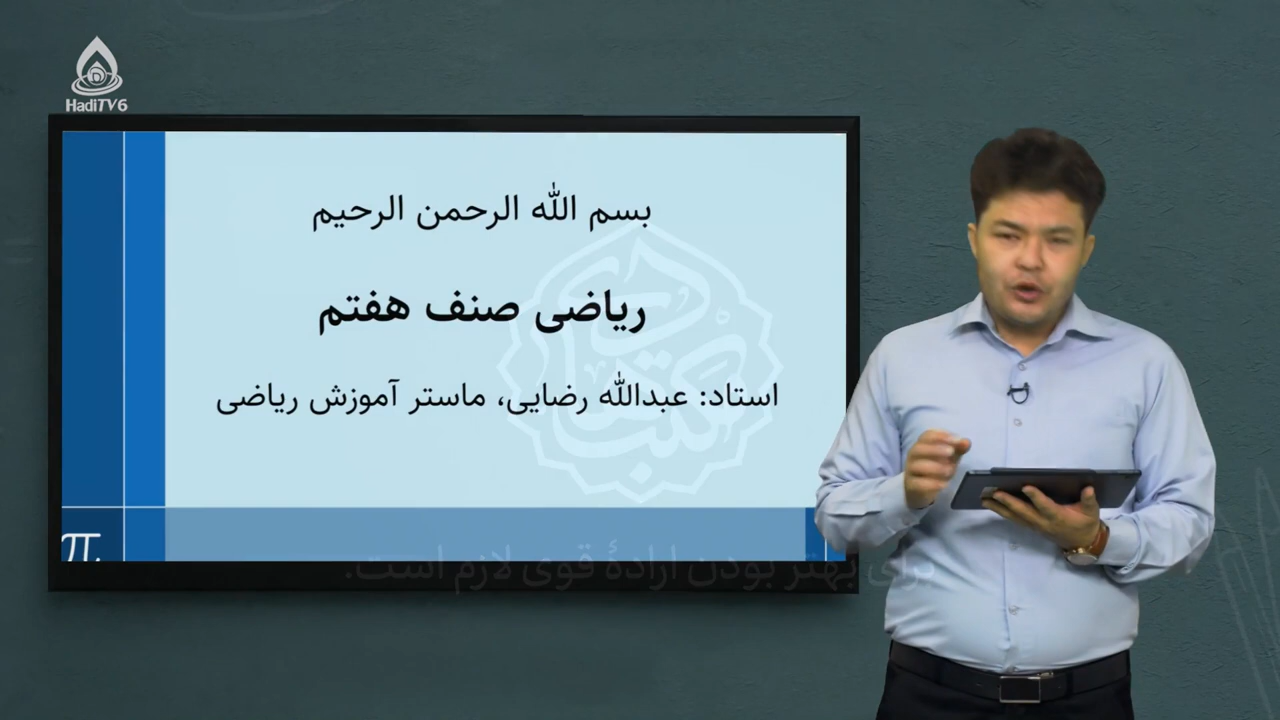 HadiTV6
بسم الله الرحمن الرحیم
ریاضی صنف هفتم
استاد: عبدالله رضایی، ماستر آموزش ریاضی
π
برای بهتر بودن ارادهٔ قوی لازم است.